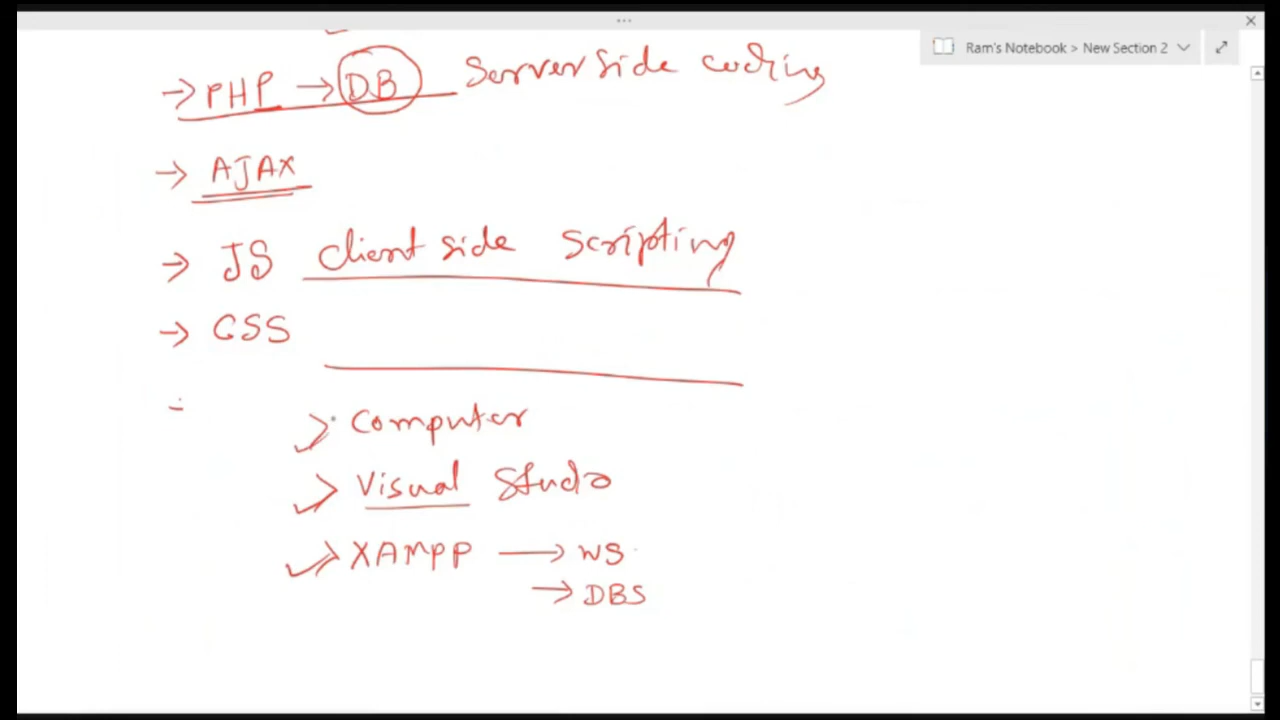 Ram's Notebook > New Section 2
→ PHP → DB Server side coding
→ AJAX
→ JS client side scripting
→ CSS
Computer
Visual Studio
XAMPP → WS
→ DBS